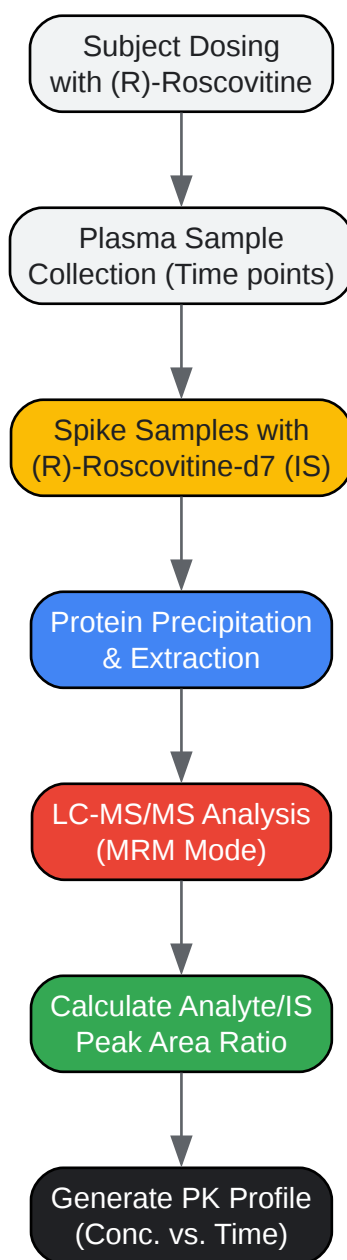 Subject Dosing
with (R)-Roscovitine
Plasma Sample
Collection (Time points)
Spike Samples with
(R)-Roscovitine-d7 (IS)
Protein Precipitation
& Extraction
LC-MS/MS Analysis
(MRM Mode)
Calculate Analyte/IS
Peak Area Ratio
Generate PK Profile
(Conc. vs. Time)